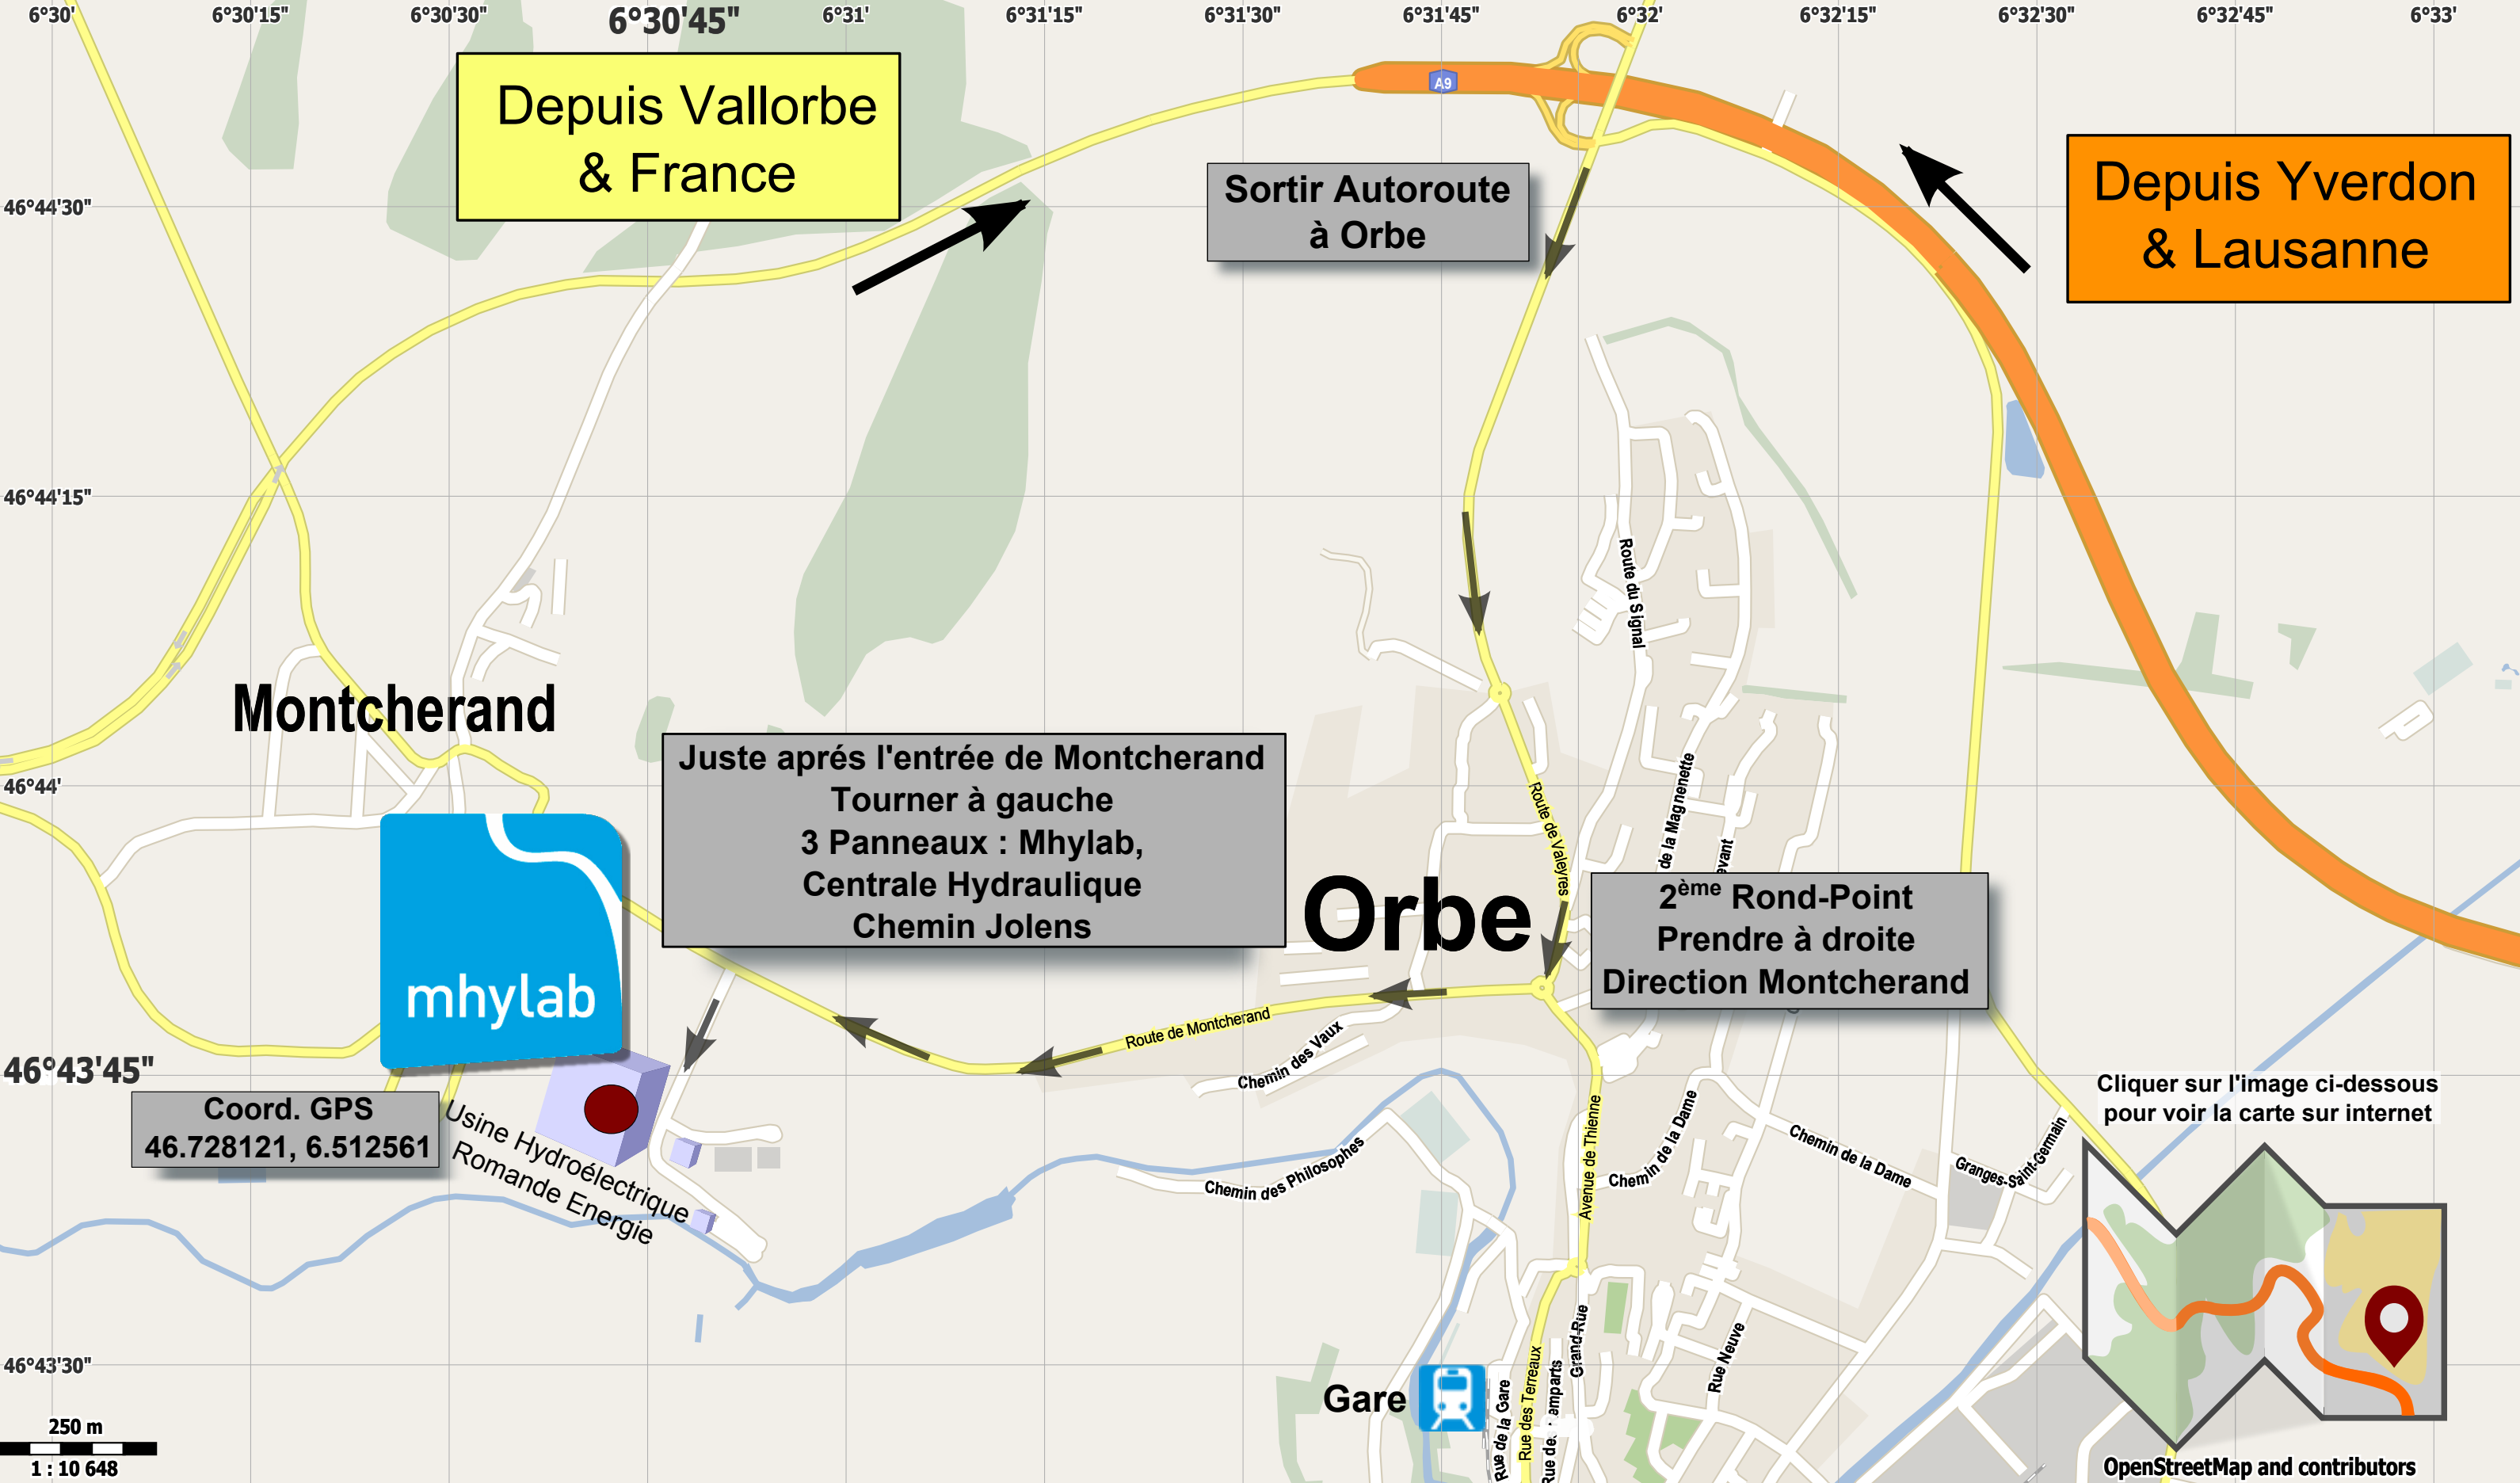 6°30'
6°30'15"
6°30'30"
6°30'45"
6°31'
6°31'15"
6°31'30"
6°31'45"
6°32'
6°32'15"
6°32'30"
6°32'45"
6°33'
A9
Depuis Vallorbe
& France
Sortir Autoroute
à Orbe
Depuis Yverdon
& Lausanne
46°44'30"
46°44'15"
Route du Signal
Montcherand
46°44'
Juste aprés l'entrée de Montcherand
Tourner à gauche
3 Panneaux : Mhylab,
Centrale Hydraulique
Chemin Jolens
Route de Valeyres
de la Magnenette
evant
Orbe
2ème Rond-Point
Prendre à droite
Direction Montcherand
mhylab
Route de Montcherand
Chemin des Vaux
46°43'45"
Coord. GPS
46.728121, 6.512561
Usine Hydroélectrique
Romande Energie
Chemin des Philosophes
Avenue de Thienne
Chemin de la Dame
Chemin de la Dame
Granges-Saint-Germain
Cliquer sur l'image ci-dessous
pour voir la carte sur internet
46°43'30"
Grand-Rue
Rue Neuve
Gare
Rue de la Gare
Rue des Terreaux
Rue des Remparts
250 m
1 : 10 648
OpenStreetMap and contributors